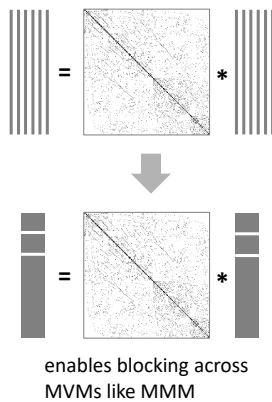 = *
= *
enables blocking across
MVMs like MMM